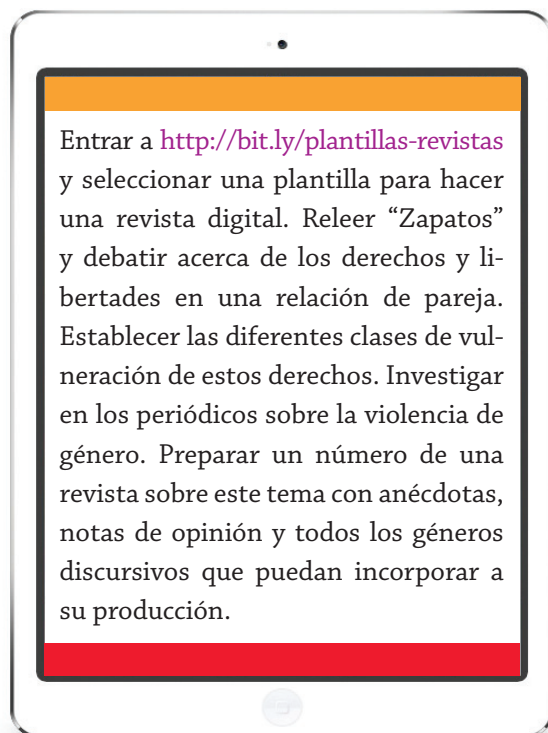 Entrar a http://bit.ly/plantillas-revistas
y seleccionar una plantilla para hacer
una revista digital. Releer “Zapatos”
y debatir acerca de los derechos y li-
bertades en una relación de pareja.
Establecer las diferentes clases de vul-
neración de estos derechos. Investigar
en los periódicos sobre la violencia de
género. Preparar un número de una
revista sobre este tema con anécdotas,
notas de opinión y todos los géneros
discursivos que puedan incorporar a
su producción.